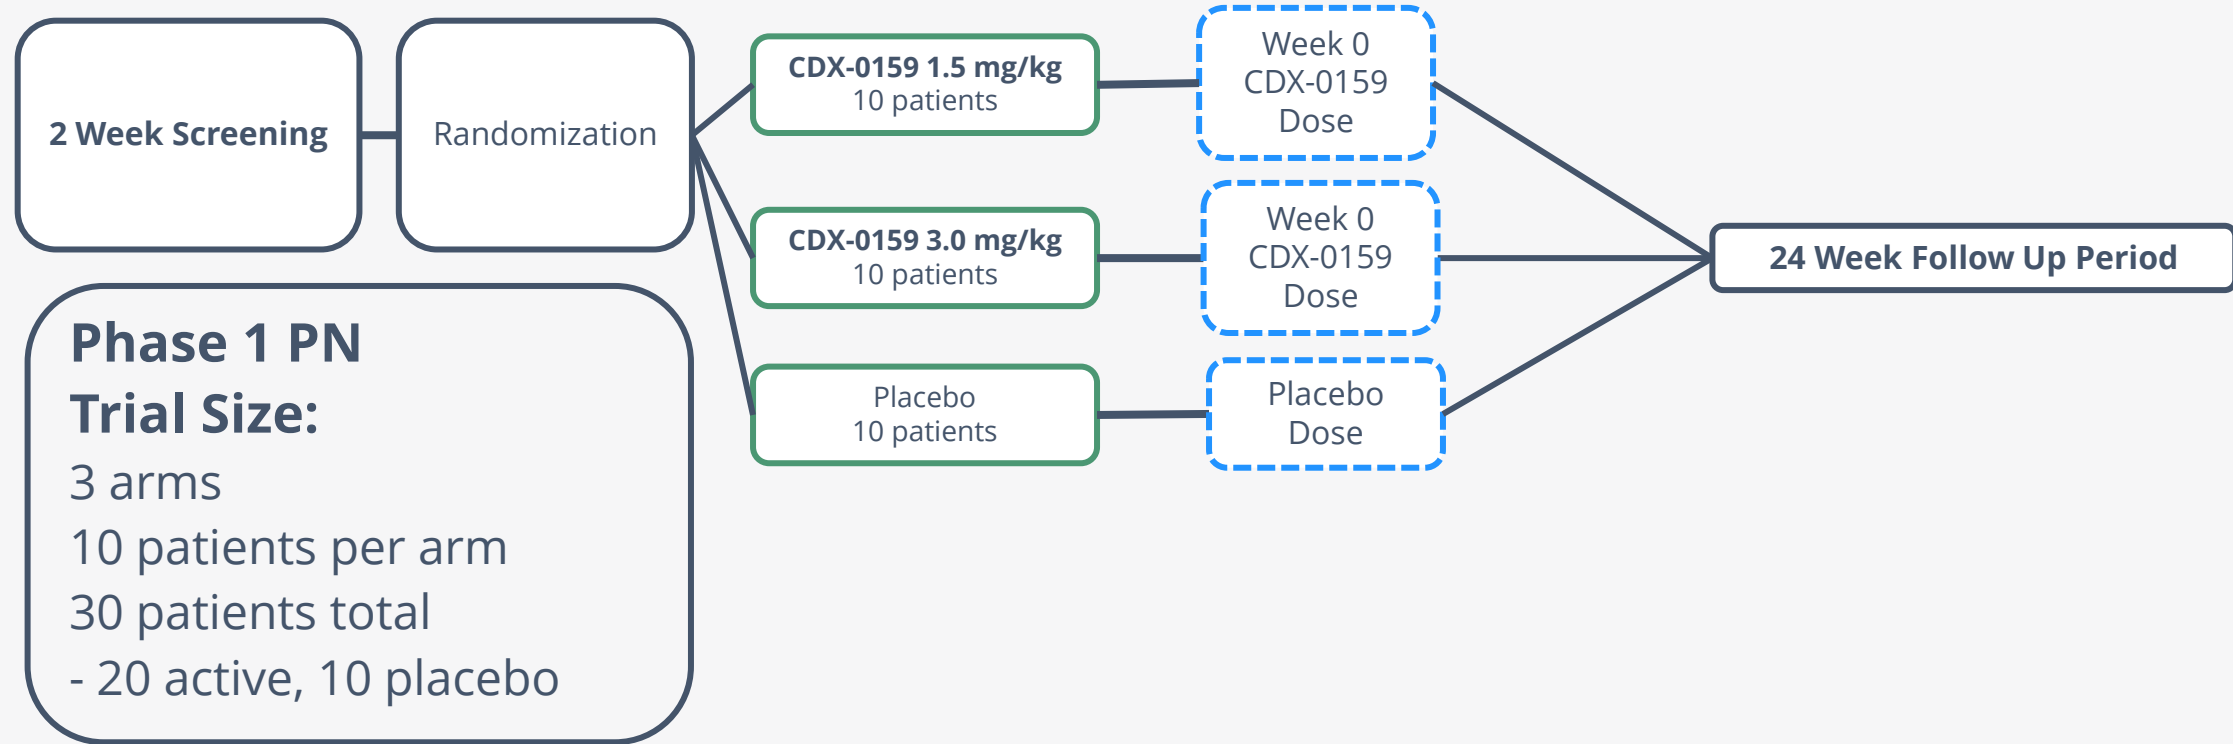 2 Week Screening
Randomization
CDX-0159 1.5 mg/kg
10 patients
Week 0
CDX-0159
Dose
CDX-0159 3.0 mg/kg
10 patients
Week 0
CDX-0159
Dose
Placebo
10 patients
Placebo
Dose
24 Week Follow Up Period
Phase 1 PN
Trial Size:
3 arms
10 patients per arm
30 patients total
- 20 active, 10 placebo